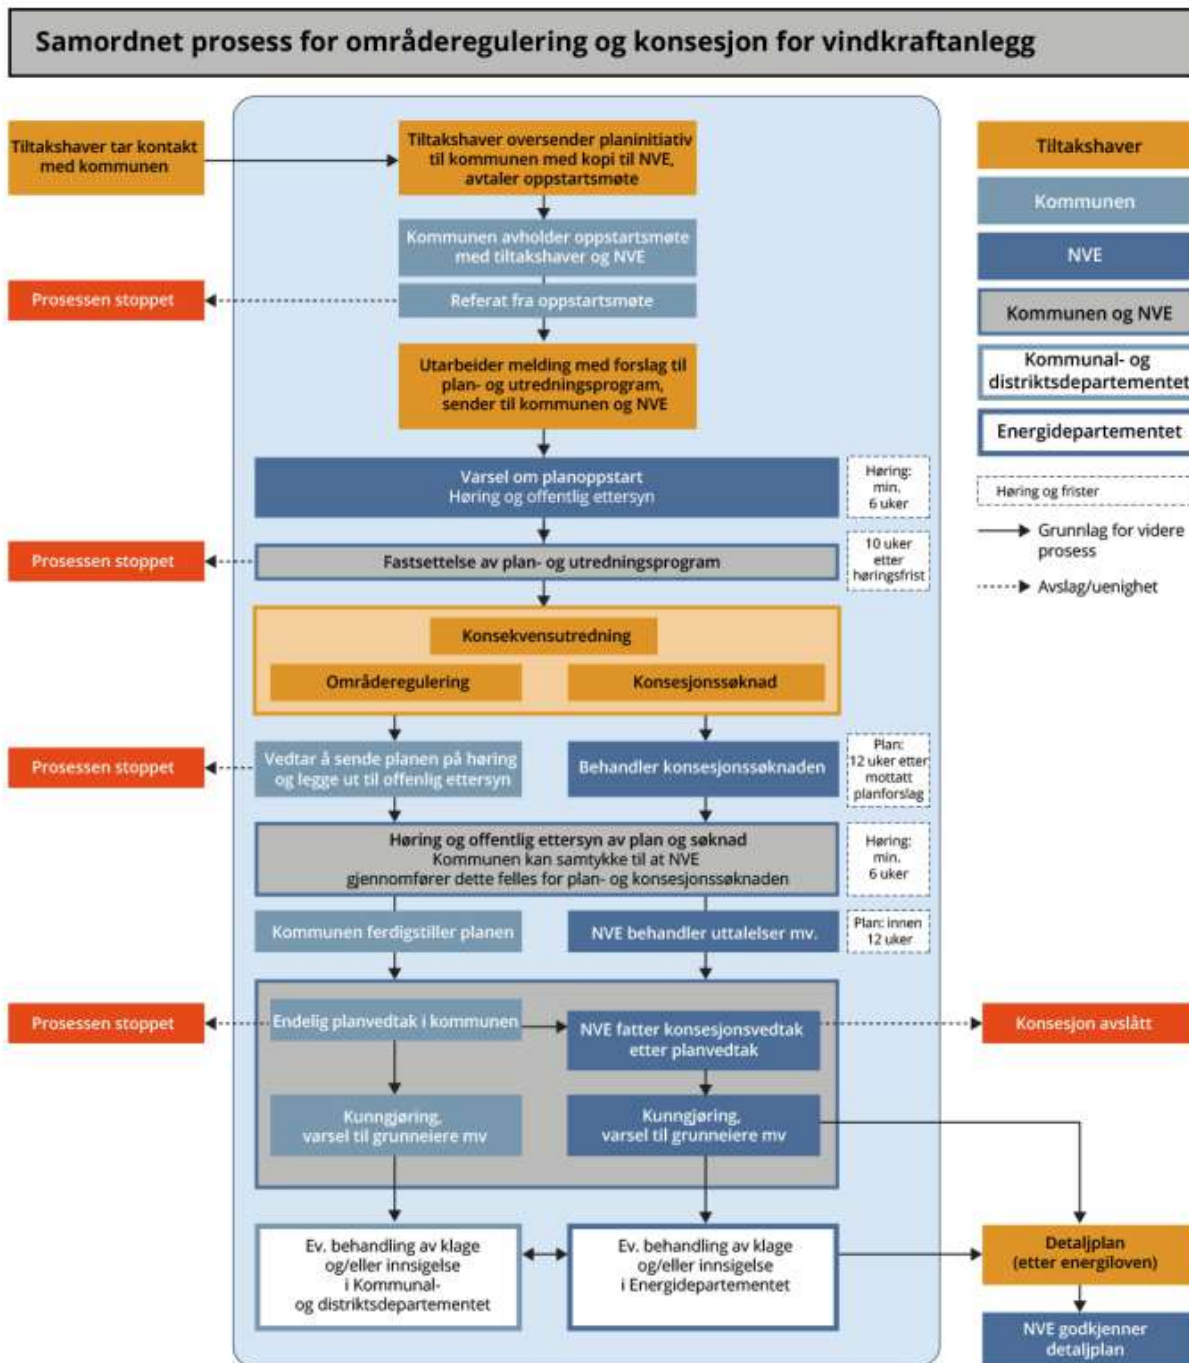 Samordnet prosess for områderegulering og konsesjon for vindkraftanlegg
Tiltakshaver tar kontakt
med kommunen
Tiltakshaver oversender planinitiativ
til kommunen med kopi til NVE,
avtaler oppstartsmøte
Kommunen avholder oppstartsmøte
med tiltakshaver og NVE
Prosessen stoppet
Referat fra oppstartsmøte
Utarbeider melding med forslag til
plan- og utredningsprogram,
sender til kommunen og NVE
Varsel om planoppstart
Høring og offentlig ettersyn
Høring:
min.
6 uker
Prosessen stoppet
Fastsettelse av plan- og utredningsprogram
10 uker
etter
høringsfrist
Konsekvensutredning
Områderegulering
Konsesjonssøknad
Prosessen stoppet
Vedtar å sende planen på høring
og legge ut til offenlig ettersyn
Behandler konsesjonssøknaden
Plan:
12 uker etter
mottatt
planforslag
Høring og offentlig ettersyn av plan og søknad
Kommunen kan samtykke til at NVE
gjennomfører dette felles for plan- og konsesjonssøknaden
Høring:
min.
6 uker
Kommunen ferdigstiller planen
NVE behandler uttalelser mv.
Plan: innen
12 uker
Prosessen stoppet
Endelig planvedtak i kommunen
NVE fatter konsesjonsvedtak
etter planvedtak
Konsesjon avslått
Kunngjøring,
varsel til grunneiere mv
Kunngjøring,
varsel til grunneiere mv
Ev. behandling av klage
og/eller innsigelse
i Kommunal-
og distriktsdepartementet
Ev. behandling av klage
og/eller innsigelse
i Energidepartementet
Detaljplan
(etter energiloven)
NVE godkjenner
detaljplan
Tiltakshaver
Kommunen
NVE
Kommunen og NVE
Kommunal- og
distriktsdepartementet
Energidepartementet
Høring og frister
Grunnlag for videre
prosess
Avslag/uenighet